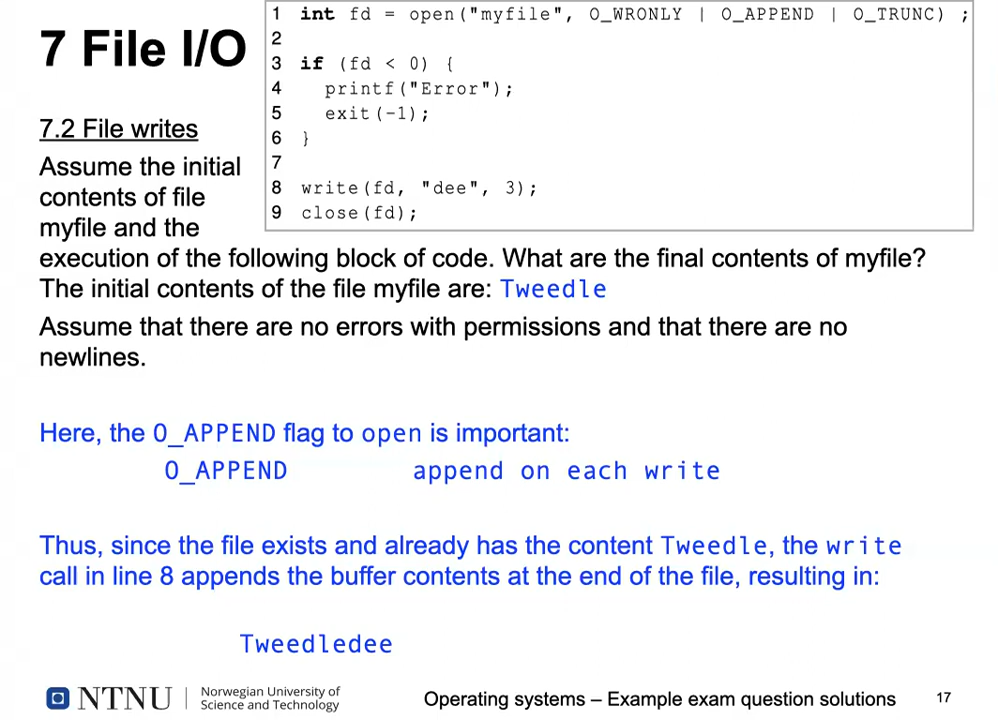 7 File I/O
1 int fd = open("myfile", O_WRONLY | O_APPEND | O_TRUNC) ;
2
3 if (fd < 0) {
4 printf("Error");
5 exit(-1);
6 }
7
8 write(fd, "dee", 3);
9 close(fd);
7.2 File writes
Assume the initial
contents of file
myfile and the
execution of the following block of code. What are the final contents of myfile?
The initial contents of the file myfile are: Tweedle
Assume that there are no errors with permissions and that there are no
newlines.
Here, the O_APPEND flag to open is important:
O_APPEND append on each write
Thus, since the file exists and already has the content Tweedle, the write
call in line 8 appends the buffer contents at the end of the file, resulting in:
Tweedledee
NTNU
Norwegian University of
Science and Technology
Operating systems – Example exam question solutions
17